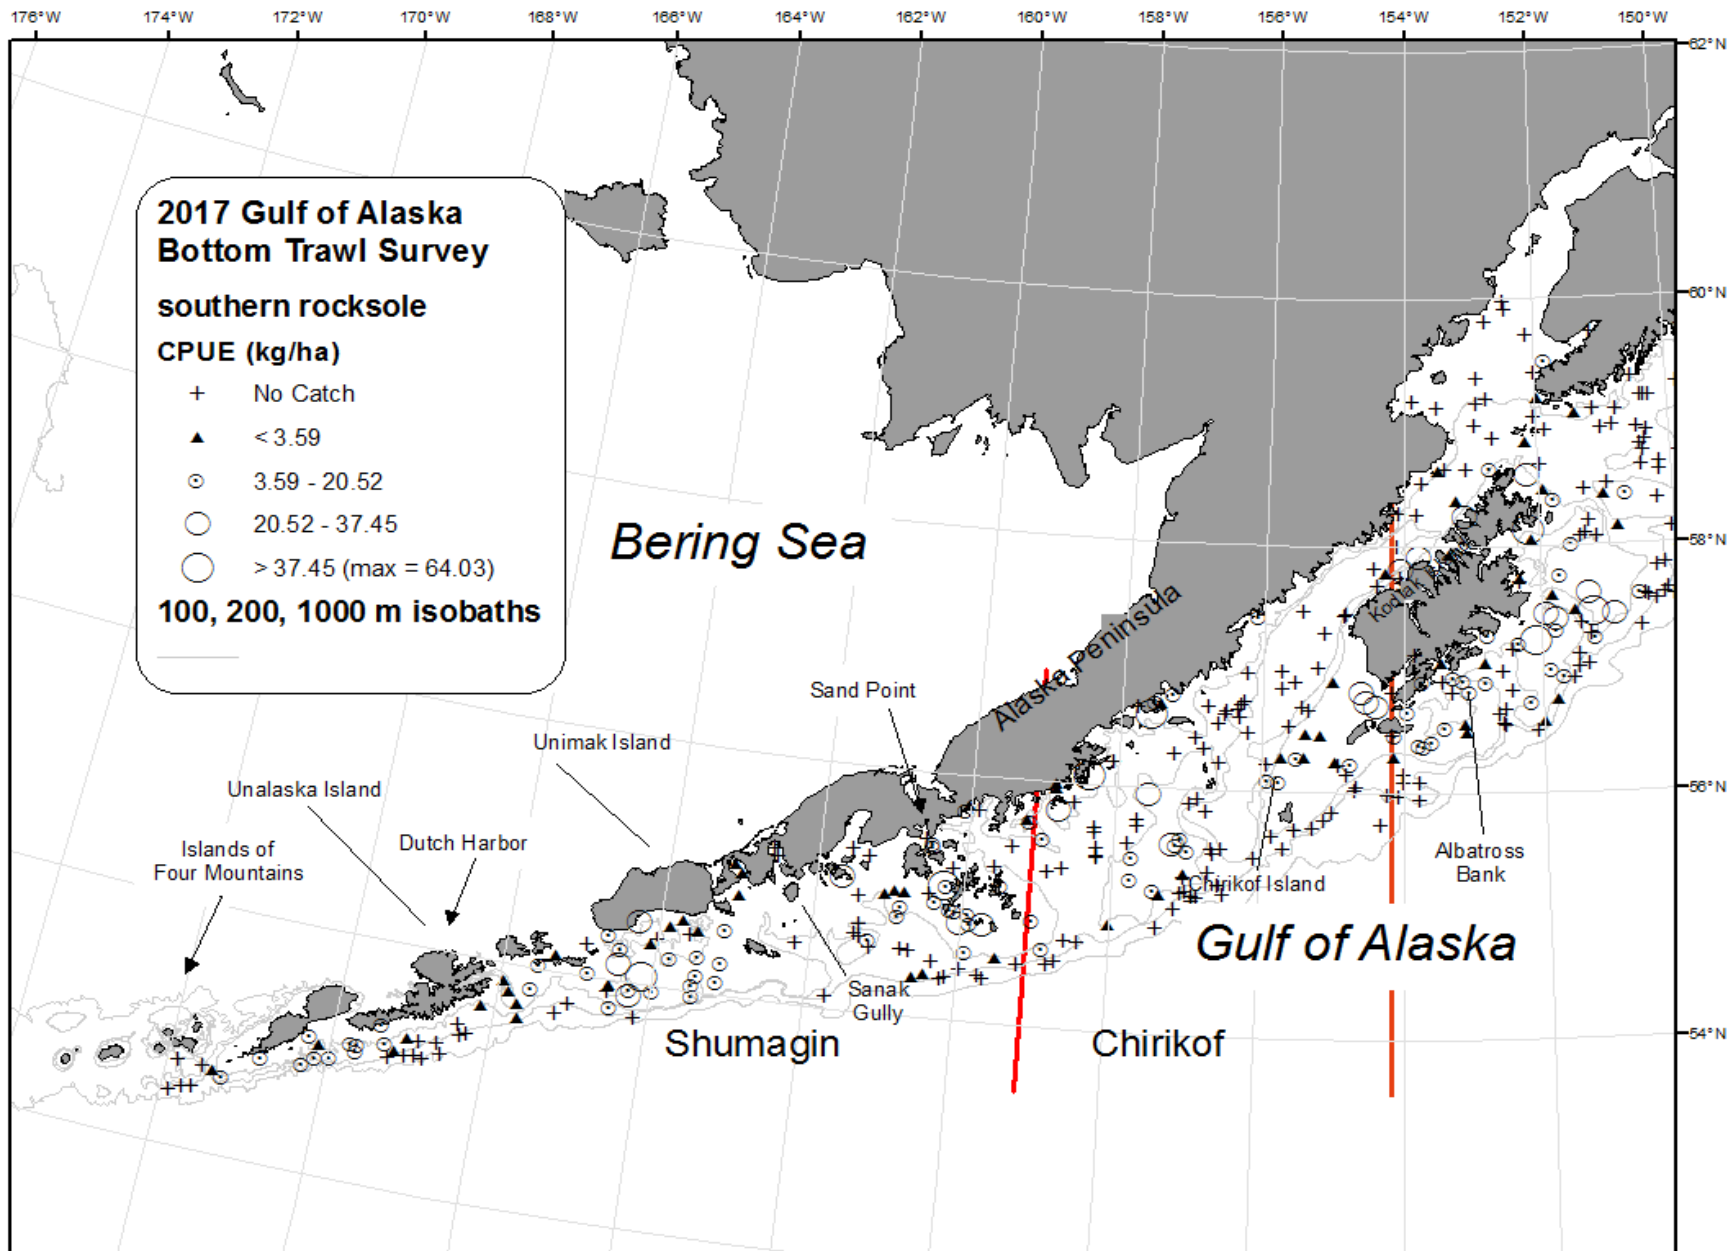 176°W 174°W 172°W 170°W 168°W 166°W 164°W 162°W 160°W 158°W 156°W 154°W 152°W 150°W
62°N
2017 Gulf of Alaska
Bottom Trawl Survey
southern rocksole
CPUE (kg/ha)
No Catch
< 3.59
3.59 - 20.52
20.52 - 37.45
> 37.45 (max = 64.03)
100, 200, 1000 m isobaths
60°N
Bering Sea
58°N
Kodiak
Alaska Peninsula
Sand Point
Unimak Island
Unalaska Island
56°N
Dutch Harbor
Islands of
Four Mountains
Albatross
Bank
Chirikof Island
Gulf of Alaska
Sanak
Gully
Shumagin
Chirikof
54°N